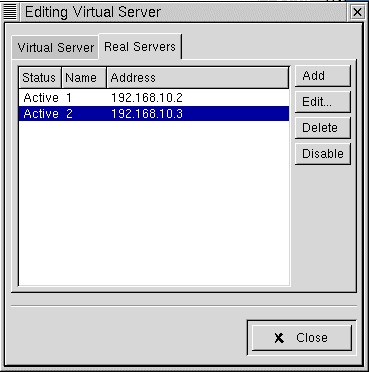 Editing Virtual Server
Virtual Server Real Servers
Status Name Address
Active 1 192.168.10.2
Active 2 192.168.10.3
Add
Edit...
Delete
Disable
Close